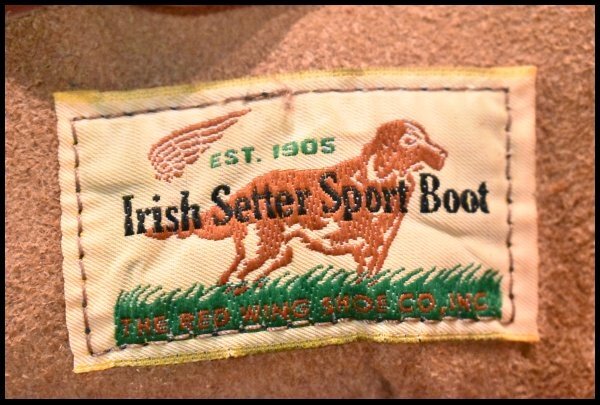 EST. 1905
Irish Setter Sport Boot
THE RED WING SHOE CO., INC.